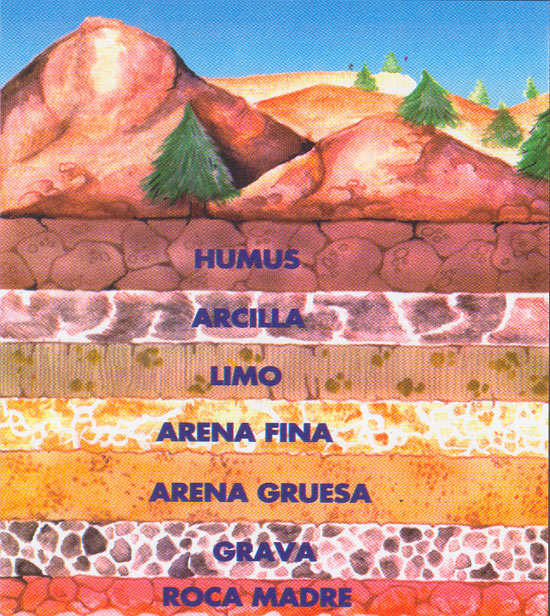 HUMUS
ARCILLA
LIMO
ARENA FINA
ARENA GRUESA
GRAVA
ROCA MADRE